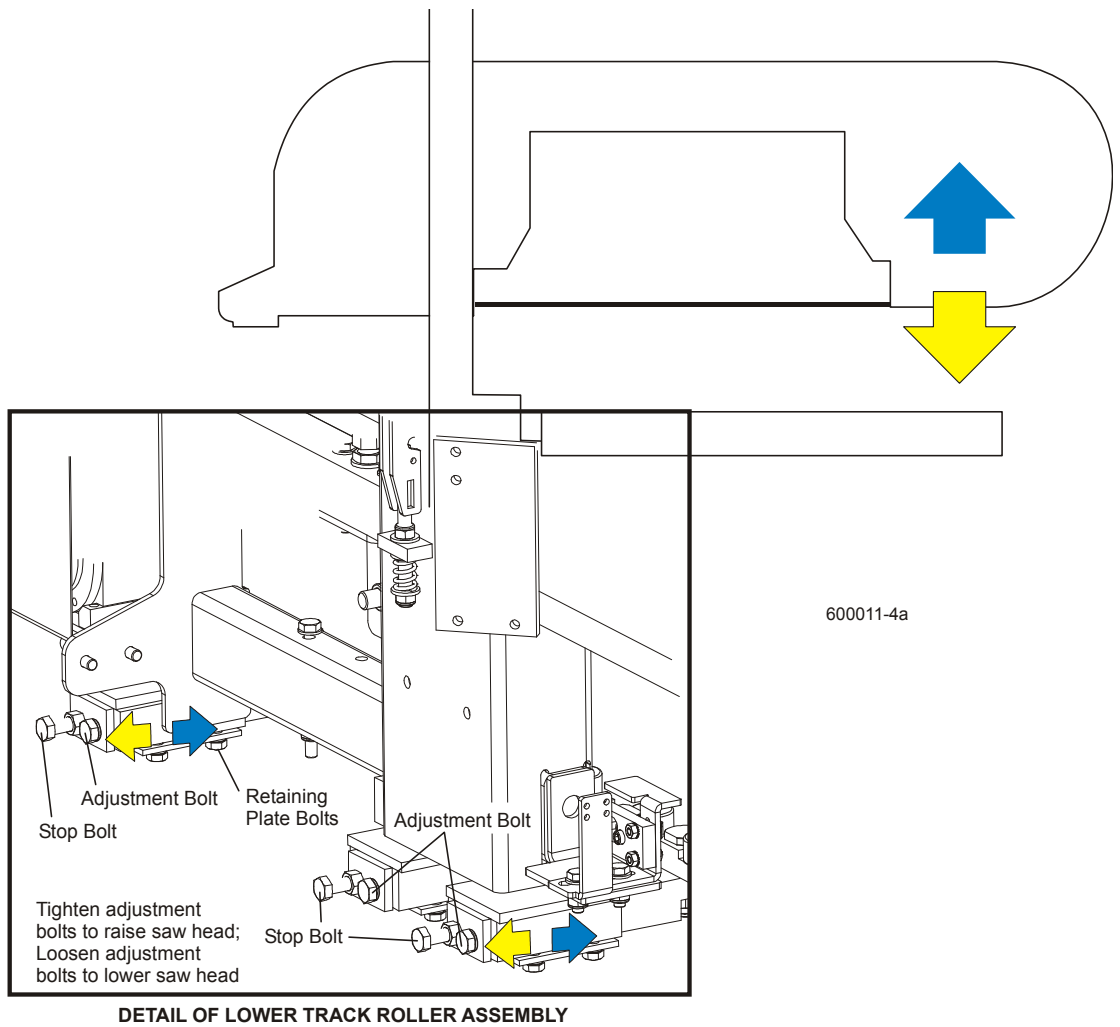 600011-4a
Adjustment Bolt
Stop Bolt
Retaining
Plate Bolts
Adjustment Bolt
Stop Bolt
Tighten adjustment
bolts to raise saw head;
Loosen adjustment
bolts to lower saw head
DETAIL OF LOWER TRACK ROLLER ASSEMBLY